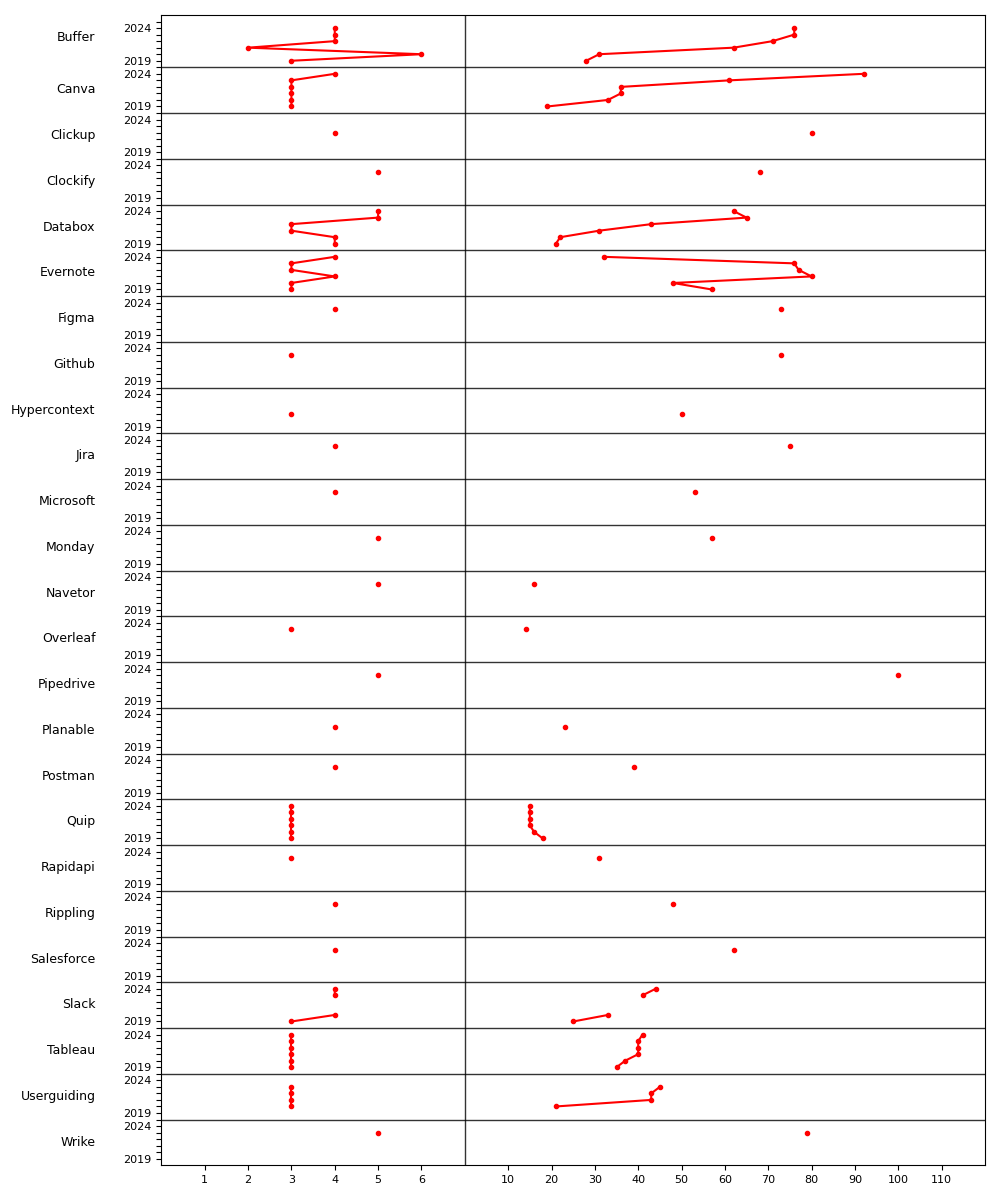 Buffer
2024
2019
Canva
2024
2019
Clickup
2024
2019
Clockify
2024
2019
Databox
2024
2019
Evernote
2024
2019
Figma
2024
2019
Github
2024
2019
Hypercontext
2024
2019
Jira
2024
2019
Microsoft
2024
2019
Monday
2024
2019
Navetor
2024
2019
Overleaf
2024
2019
Pipedrive
2024
2019
Planable
2024
2019
Postman
2024
2019
Quip
2024
2019
Rapidapi
2024
2019
Rippling
2024
2019
Salesforce
2024
2019
Slack
2024
2019
Tableau
2024
2019
Userguiding
2024
2019
Wrike
2024
2019
1 2 3 4 5 6 10 20 30 40 50 60 70 80 90 100 110